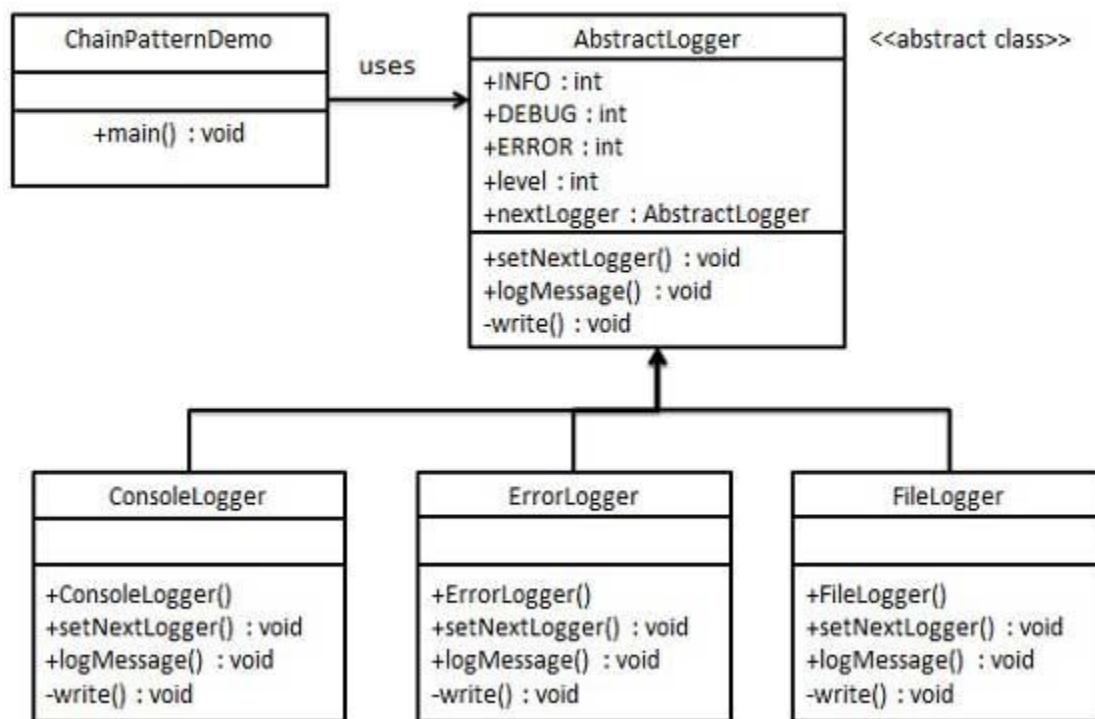 ChainPatternDemo
+main() : void
uses
AbstractLogger
<<abstract class>>
+INFO : int
+DEBUG : int
+ERROR : int
+level : int
+nextLogger : AbstractLogger
+setNextLogger() : void
+logMessage() : void
-write() : void
ConsoleLogger
+ConsoleLogger()
+setNextLogger() : void
+logMessage() : void
-write() : void
ErrorLogger
+ErrorLogger()
+setNextLogger() : void
+logMessage() : void
-write() : void
FileLogger
+FileLogger()
+setNextLogger() : void
+logMessage() : void
-write() : void